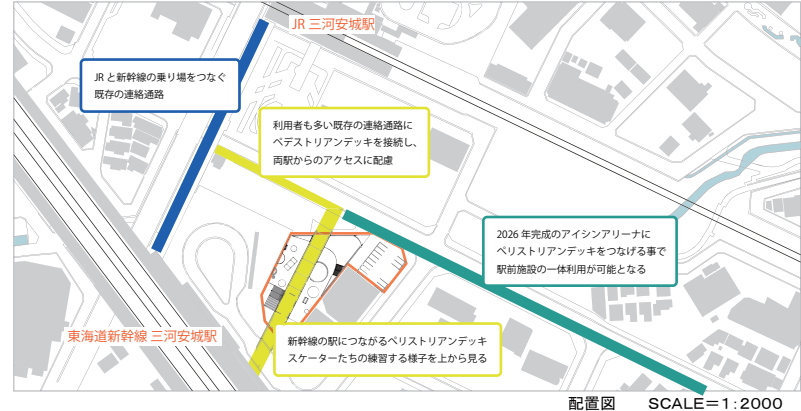 JR 三河安城駅
JR と新幹線の乗り場をつなぐ
既存の連絡通路
利用者も多い既存の連絡通路に
ペデストリアンデッキを接続し、
両駅からのアクセスに配慮
2026 年完成のアイシンアリーナに
ペリストリアンデッキをつなげる事で
駅前施設の一体利用が可能となる
東海道新幹線 三河安城駅
新幹線の駅につながるペリストリアンデッキ
スケーターたちの練習する様子を上から見る
配置図 SCALE=1:2000